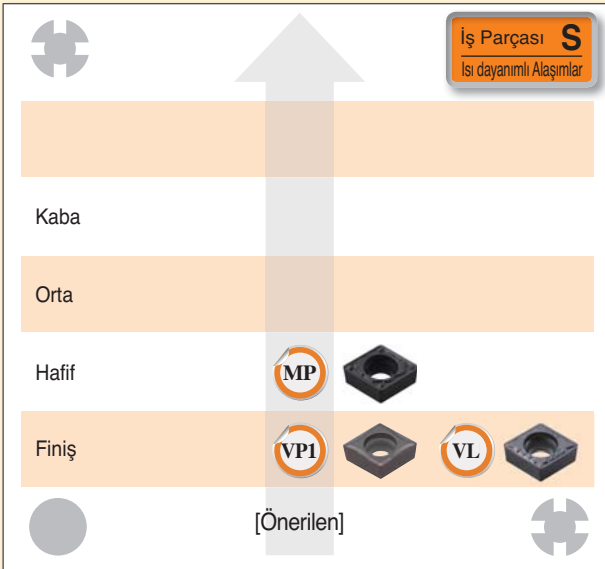 İş Parçası S
Isı dayanımlı Alaşımlar
Kaba
Orta
Hafif
MP
Finiş
VP1
VL
[Önerilen]